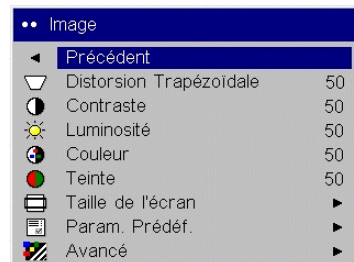 Image
Précédent
Distorsion Trapézoïdale 50
Contraste 50
Luminosité 50
Couleur 50
Teinte 50
Taille de l'écran
Param. Prédéf.
Avancé